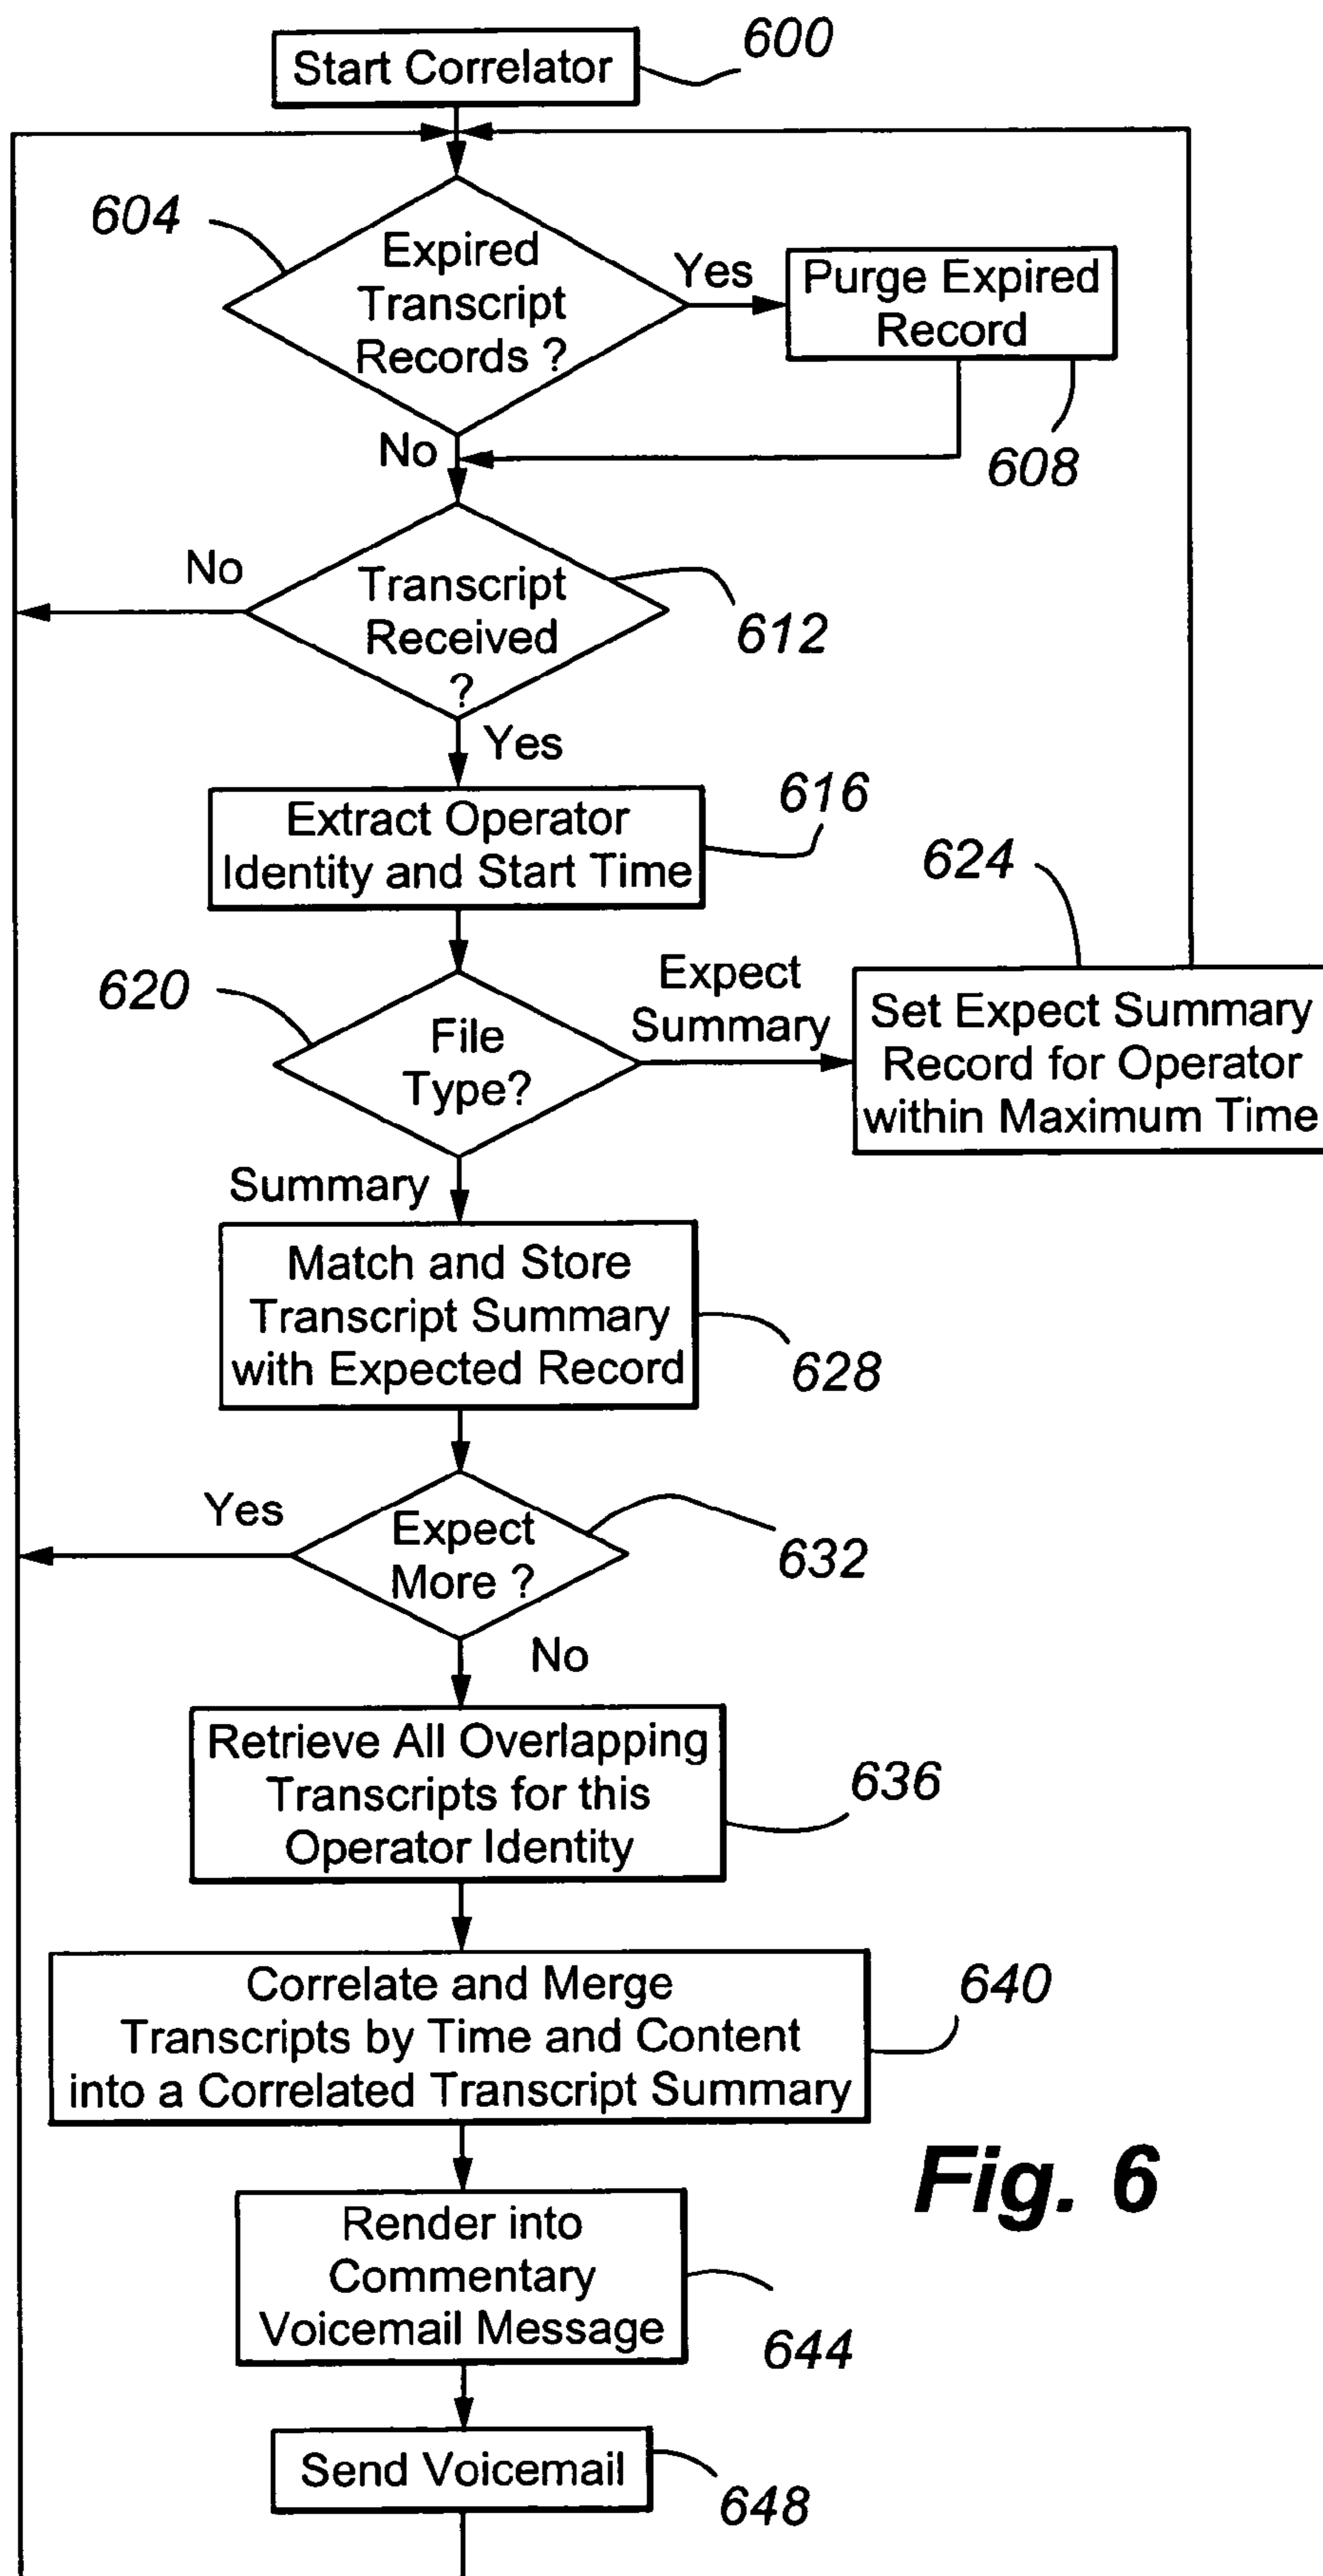 Start Correlator
600
604
Expired
Transcript
Records ?
Yes
Purge Expired
Record
608
No
No
Transcript
Received
?
612
Yes
Extract Operator
Identity and Start Time
616
620
File
Type?
Expect
Summary
624
Set Expect Summary
Record for Operator
within Maximum Time
Summary
Match and Store
Transcript Summary
with Expected Record
628
Yes
Expect
More ?
632
No
Retrieve All Overlapping
Transcripts for this
Operator Identity
636
Correlate and Merge
Transcripts by Time and Content
into a Correlated Transcript Summary
640
Fig. 6
Render into
Commentary
Voicemail Message
644
Send Voicemail
648